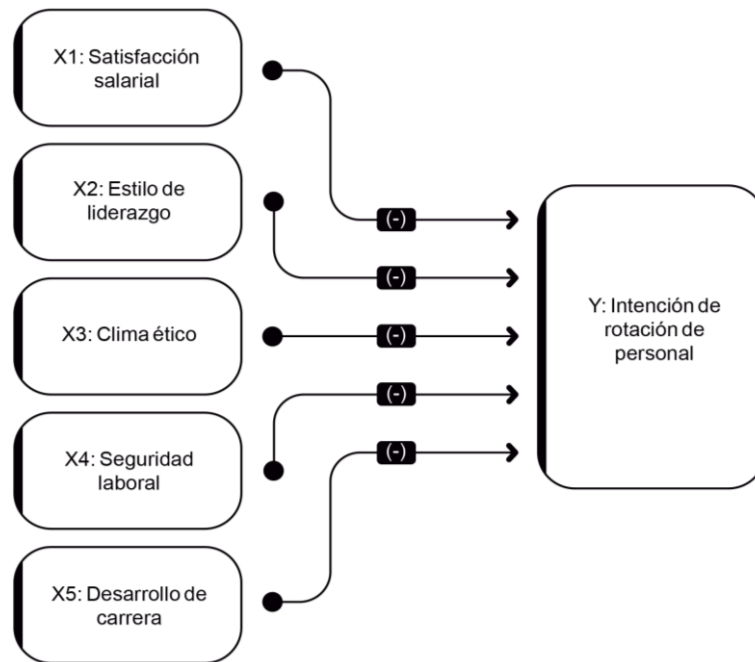 X1: Satisfacción
salarial
X2: Estilo de
liderazgo
X3: Clima ético
X4: Seguridad
laboral
X5: Desarrollo de
carrera
(-)
(-)
(-)
(-)
(-)
Y: Intención de
rotación de
personal